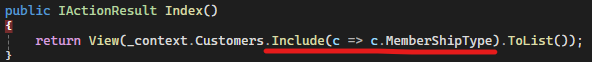 public IActionResult Index()
{
return View(_context.Customers.Include(c => c.MemberShipType).ToList());
}